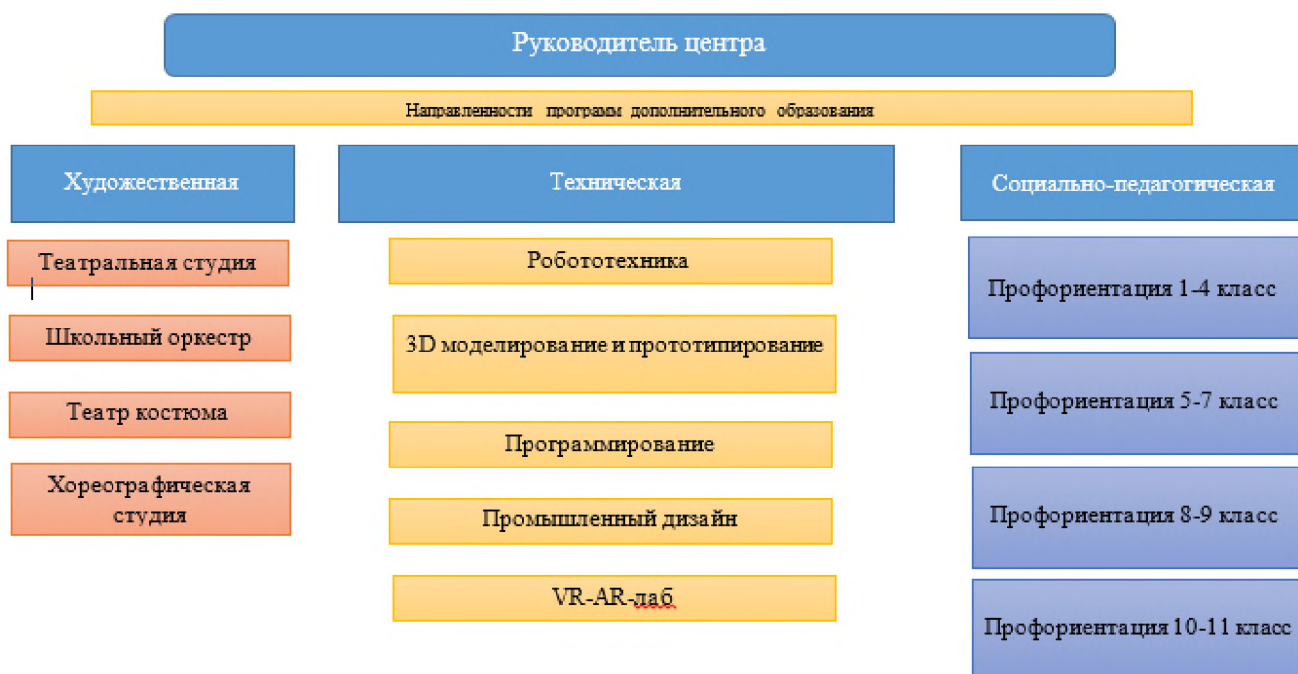 Руководитель центра
Направленности программ дополнительного образования
Художественная
Театральная студия
Школьный оркестр
Театр костюма
Хореографическая
студия
Техническая
Робототехника
3D моделирование и прототипирование
Программирование
Промышленный дизайн
VR-AR-лаб
Социально-педагогическая
Профориентация 1-4 класс
Профориентация 5-7 класс
Профориентация 8-9 класс
Профориентация 10-11 класс